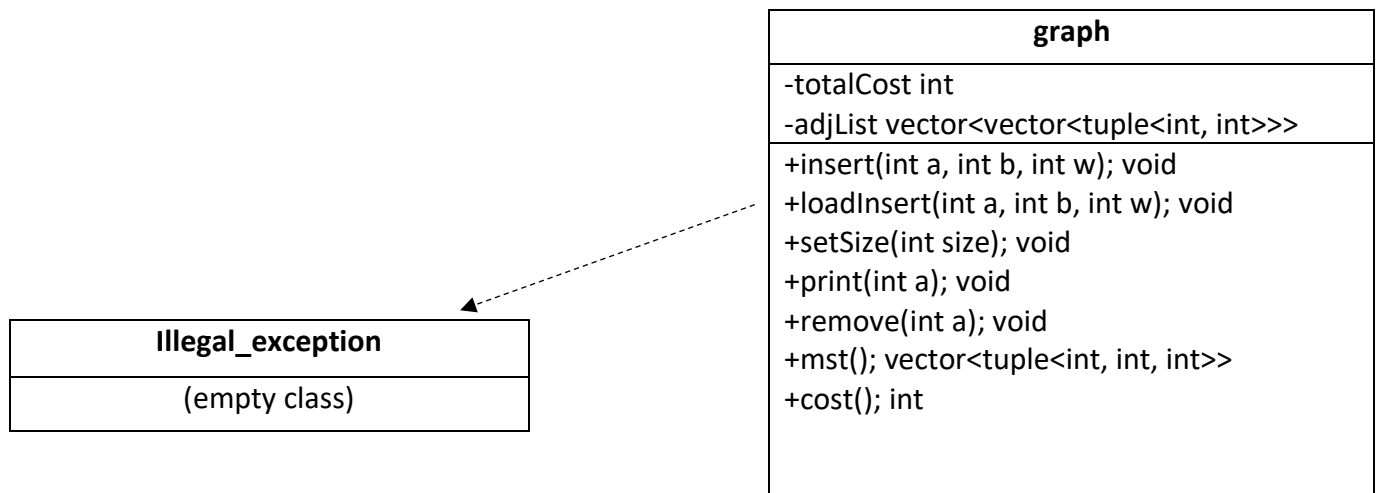 graph
-totalCost int
-adjList vector<vector<tuple<int, int>>>
+insert(int a, int b, int w); void
+loadInsert(int a, int b, int w); void
+setSize(int size); void
+print(int a); void
+remove(int a); void
+mst(); vector<tuple<int, int, int>>
+cost(); int
Illegal_exception
(empty class)